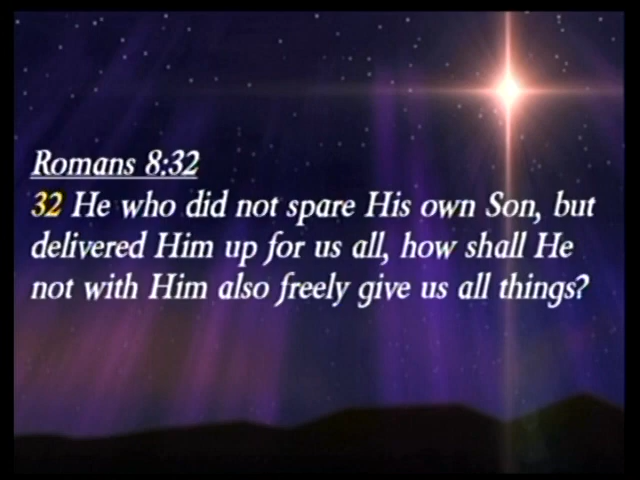 Romans 8:32
32 He who did not spare His own Son, but
delivered Him up for us all, how shall He
not with Him also freely give us all things?